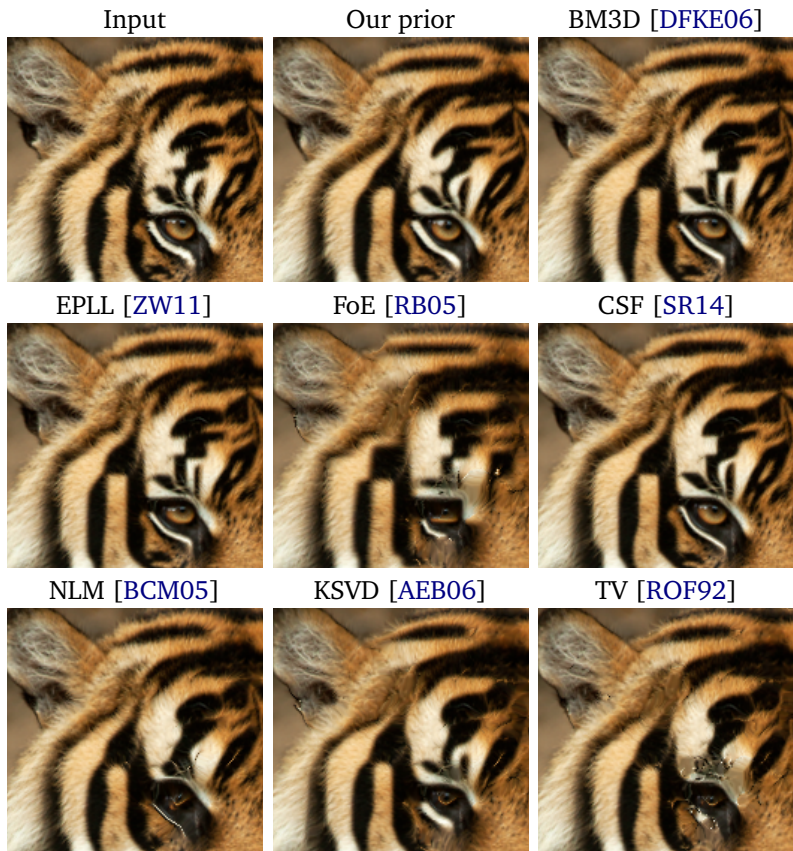 Input Our prior BM3D [DFKE06]
EPLL [ZW11] FoE [RB05] CSF [SR14]
NLM [BCM05] KSVD [AEB06] TV [ROF92]